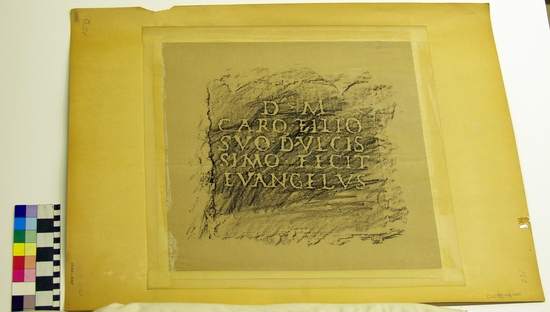 D M
CARO FILIO
SVO DVLCIS
SIMO FECIT
EVANGELVS